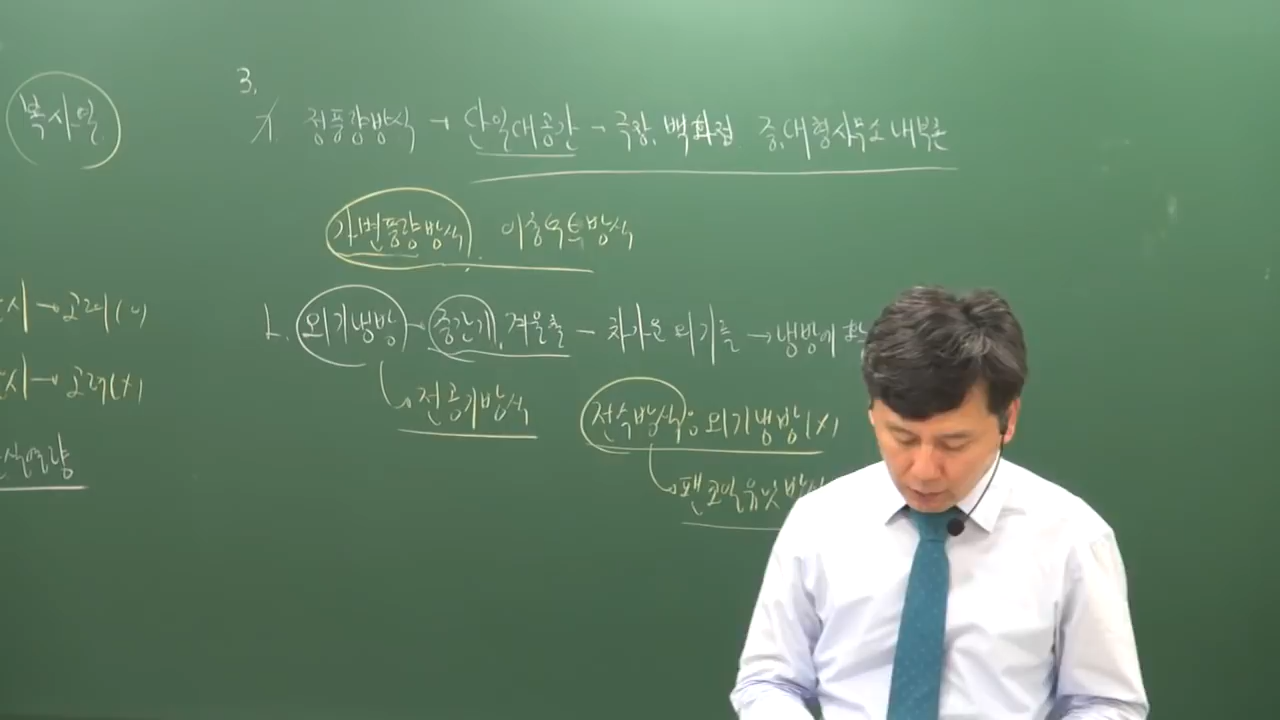 복사열
시→고려(〃)
시→고려(×)
3.
ㄱ. 정풍량방식 → 단일대공간 → 극장, 백화점 중,대형사무소내부존
가변풍량방식. 이중덕트방식
ㄴ. 외기냉방 → 중간기, 겨울철 - 차가운 외기를 → 냉방에
전공기방식
전수방식은 외기냉방(×)
팬코일유닛방식